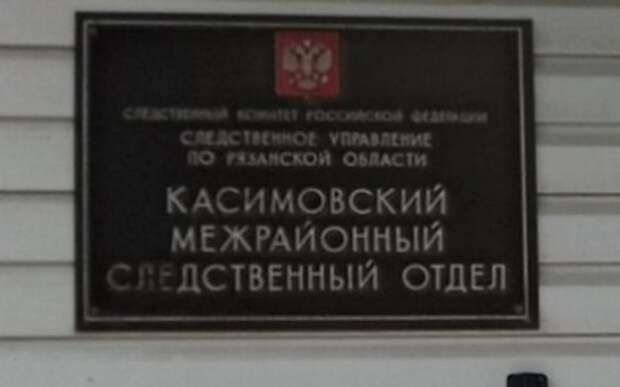 СЛЕДСТВЕННЫЙ КОМИТЕТ РОССИЙСКОЙ ФЕДЕРАЦИИ
СЛЕДСТВЕННОЕ УПРАВЛЕНИЕ
ПО РЯЗАНСКОЙ ОБЛАСТИ
КАСИМОВСКИЙ
МЕЖРАЙОННЫЙ
СЛЕДСТВЕННЫЙ ОТДЕЛ